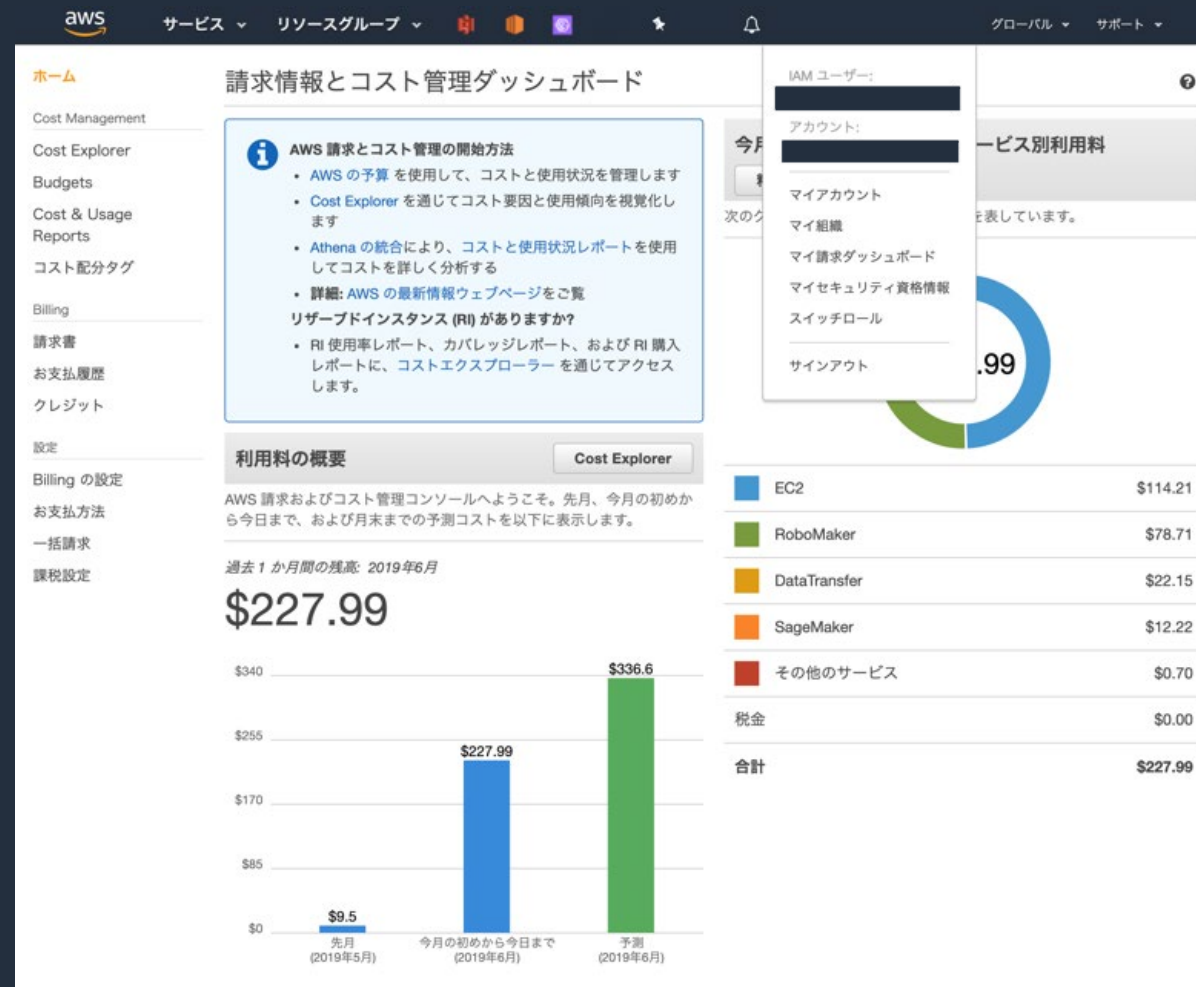 aws
サービス
リソースグループ
グローバル
サポート
ホーム
Cost Management
Cost Explorer
Budgets
Cost & Usage
Reports
コスト配分タグ
Billing
請求書
お支払履歴
クレジット
設定
Billing の設定
お支払方法
一括請求
課税設定
請求情報とコスト管理ダッシュボード
AWS 請求とコスト管理の開始方法
• AWS の予算 を使用して、コストと使用状況を管理します
• Cost Explorer を通じてコスト要因と使用傾向を視覚化し
ます
• Athena の統合により、コストと使用状況レポートを使用
してコストを詳しく分析する
• 詳細: AWS の最新情報ウェブページをご覧
リザーブドインスタンス (RI) がありますか?
• RI 使用率レポート、カバレッジレポート、および RI 購入
レポートに、コストエクスプローラー を通じてアクセス
します。
利用料の概要
Cost Explorer
AWS 請求およびコスト管理コンソールへようこそ。先月、今月の初めか
ら今日まで、および月末までの予測コストを以下に表示します。
過去 1 か月間の残高: 2019年6月
$227.99
$340
$255
$170
$85
$0
$9.5
$227.99
$336.6
先月
(2019年5月)
今月の初めから今日まで
(2019年6月)
予測
(2019年6月)
IAM ユーザー:
アカウント:
マイアカウント
マイ組織
マイ請求ダッシュボード
マイセキュリティ資格情報
スイッチロール
サインアウト
今月
ービス別利用料
次のク
を表しています。
.99
EC2 $114.21
RoboMaker $78.71
DataTransfer $22.15
SageMaker $12.22
その他のサービス $0.70
税金 $0.00
合計 $227.99